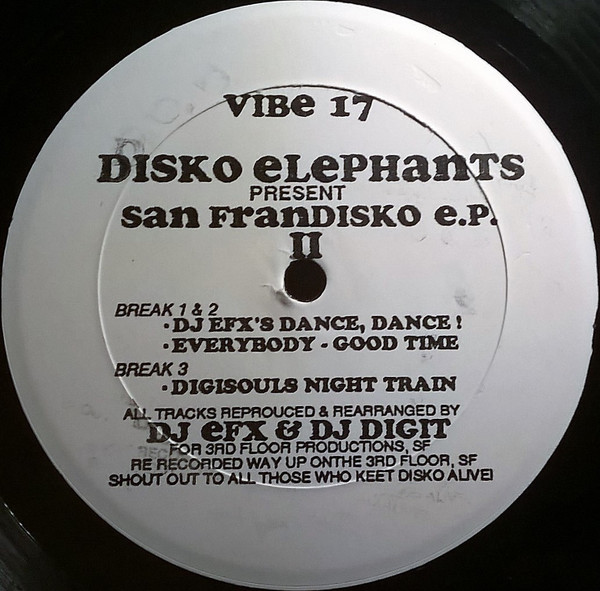 VIBe 17
DISKO eLePHanTS
PRESENT
San FranDISKO e.P.
II
BREAK 1 & 2
· DJ EFX'S DANCE, DANCE !
· EVERYBODY - GOOD TIME
BREAK 3
· DIGISOULS NIGHT TRAIN
ALL TRACKS REPROUCED & REARRANGED BY
DJ eFX & DJ DIGIT
FOR 3RD FLOOR PRODUCTIONS, SF
RE RECORDED WAY UP ONTHE 3RD FLOOR, SF
SHOUT OUT TO ALL THOSE WHO KEET DISKO ALIVE!